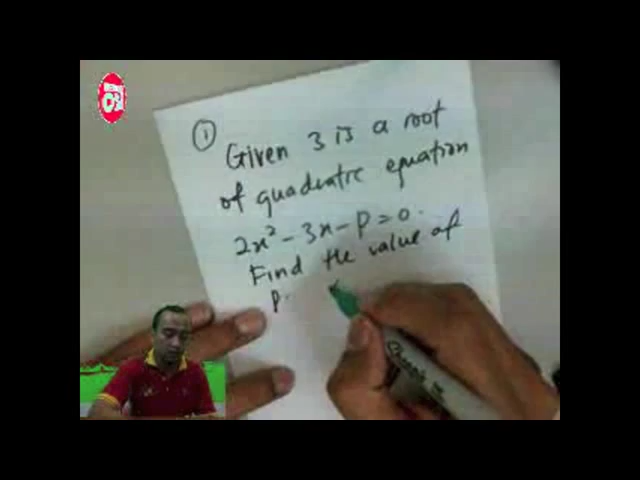 ①
Given 3 is a root
of quadratic equation
2x² - 3x - P = 0.
Find the value of
P.